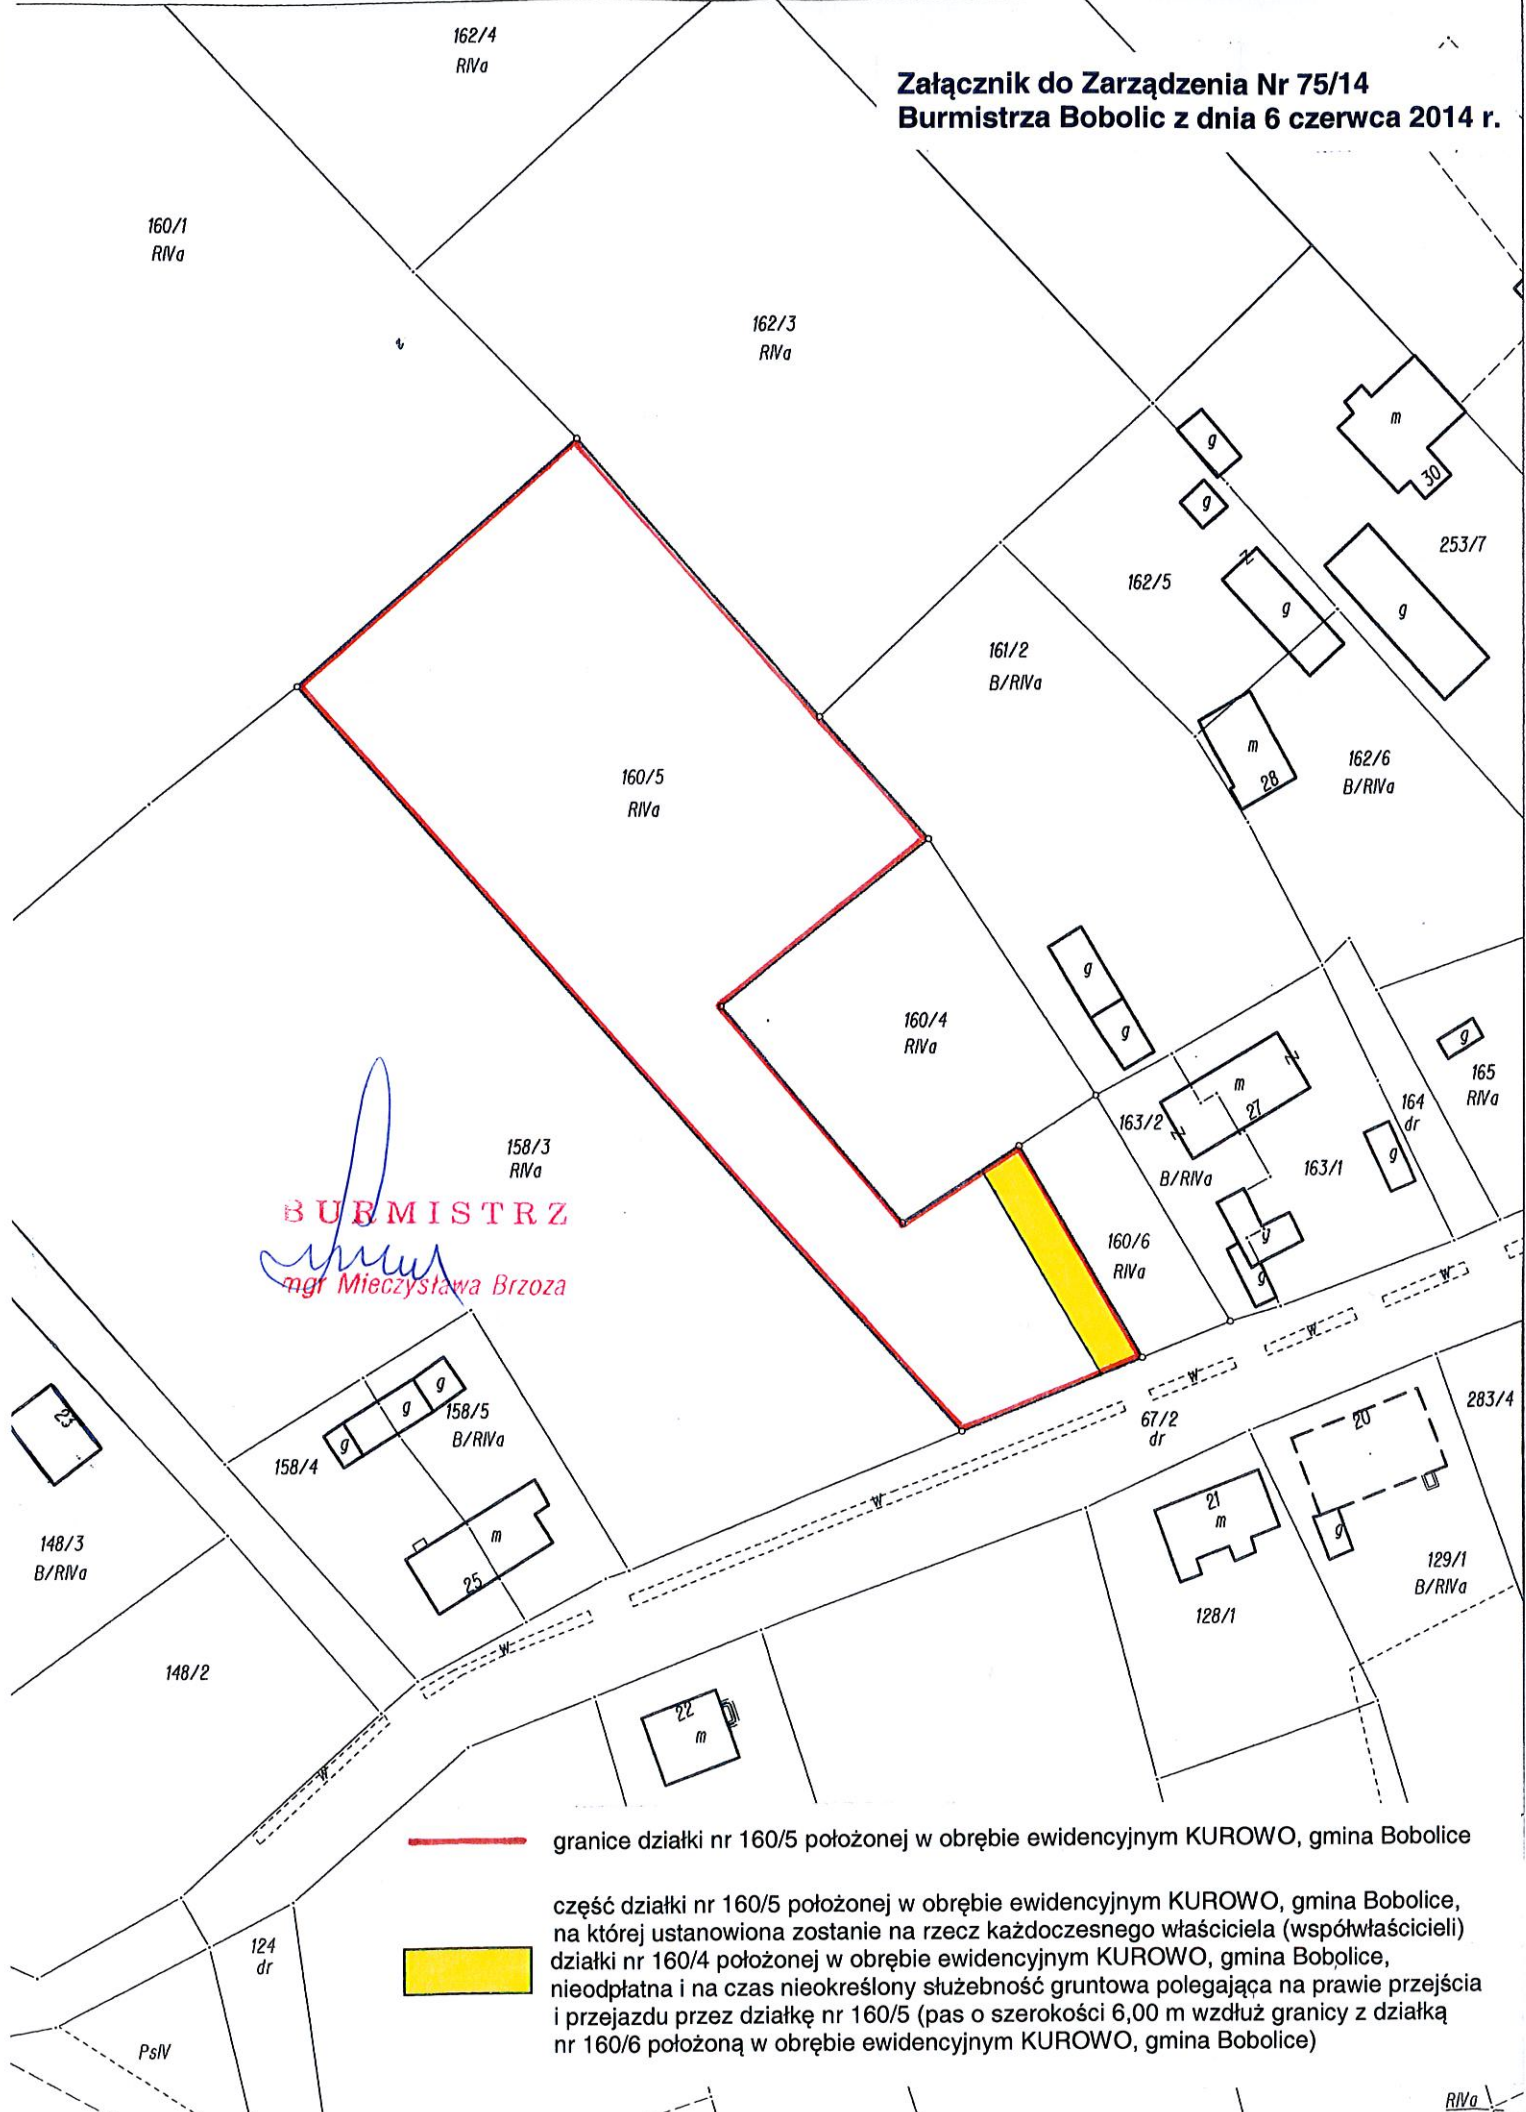 162/4
RIVa
Załącznik do Zarządzenia Nr 75/14
Burmistrza Bobolic z dnia 6 czerwca 2014 r.
160/1
RIVa
162/3
RIVa
m
g
30
g
253/7
162/5
g
g
161/2
B/RIVa
m
28
162/6
B/RIVa
160/5
RIVa
g
160/4
RIVa
g
g
165
RIVa
m
27
163/2
164
dr
158/3
RIVa
B/RIVa
163/1
g
BURMISTRZ
mgr Mieczysława Brzoza
160/6
RIVa
g
g
w
w
w
g
g
g
158/5
B/RIVa
158/4
23
67/2
dr
20
283/4
w
21
m
g
148/3
B/RIVa
m
25
129/1
B/RIVa
128/1
w
148/2
22
m
w
granice działki nr 160/5 położonej w obrębie ewidencyjnym KUROWO, gmina Bobolice
część działki nr 160/5 położonej w obrębie ewidencyjnym KUROWO, gmina Bobolice,
na której ustanowiona zostanie na rzecz każdoczesnego właściciela (współwłaścicieli)
działki nr 160/4 położonej w obrębie ewidencyjnym KUROWO, gmina Bobolice,
nieodpłatna i na czas nieokreślony służebność gruntowa polegająca na prawie przejścia
i przejazdu przez działkę nr 160/5 (pas o szerokości 6,00 m wzdłuż granicy z działką
nr 160/6 położoną w obrębie ewidencyjnym KUROWO, gmina Bobolice)
124
dr
PsIV
RIVa